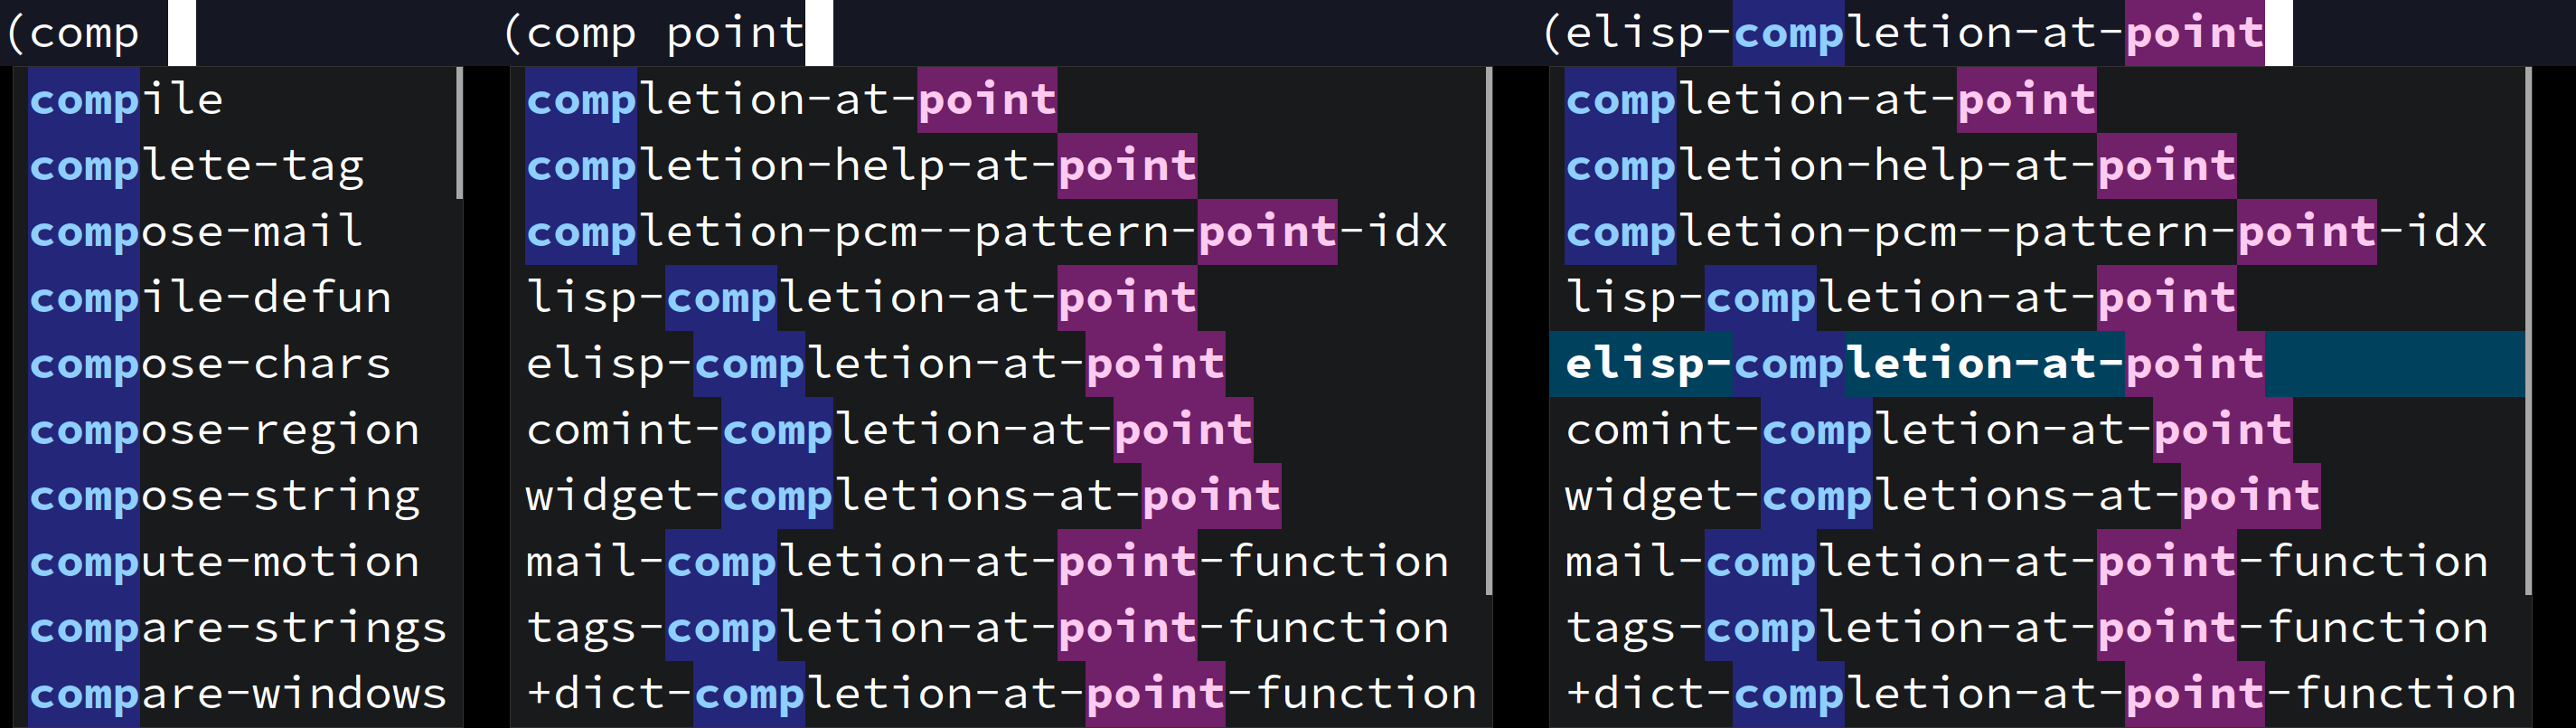 (comp
compile
complete-tag
compose-mail
compile-defun
compose-chars
compose-region
compose-string
compute-motion
compare-strings
compare-windows
(comp point
completion-at-point
completion-help-at-point
completion-pcm--pattern-point-idx
lisp-completion-at-point
elisp-completion-at-point
comint-completion-at-point
widget-completions-at-point
mail-completion-at-point-function
tags-completion-at-point-function
+dict-completion-at-point-function
(elisp-completion-at-point
completion-at-point
completion-help-at-point
completion-pcm--pattern-point-idx
lisp-completion-at-point
elisp-completion-at-point
comint-completion-at-point
widget-completions-at-point
mail-completion-at-point-function
tags-completion-at-point-function
+dict-completion-at-point-function